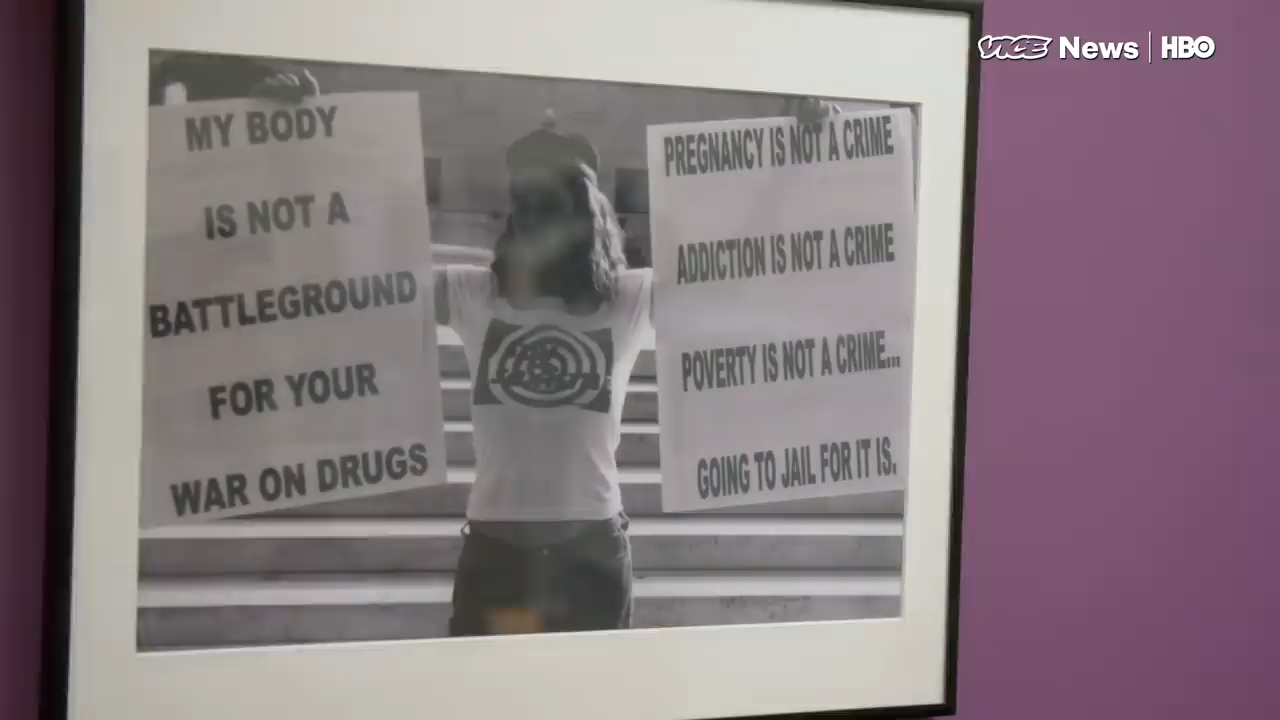 VICE News | HBO
MY BODY
IS NOT A
BATTLEGROUND
FOR YOUR
WAR ON DRUGS
PREGNANCY IS NOT A CRIME
ADDICTION IS NOT A CRIME
POVERTY IS NOT A CRIME...
GOING TO JAIL FOR IT IS.